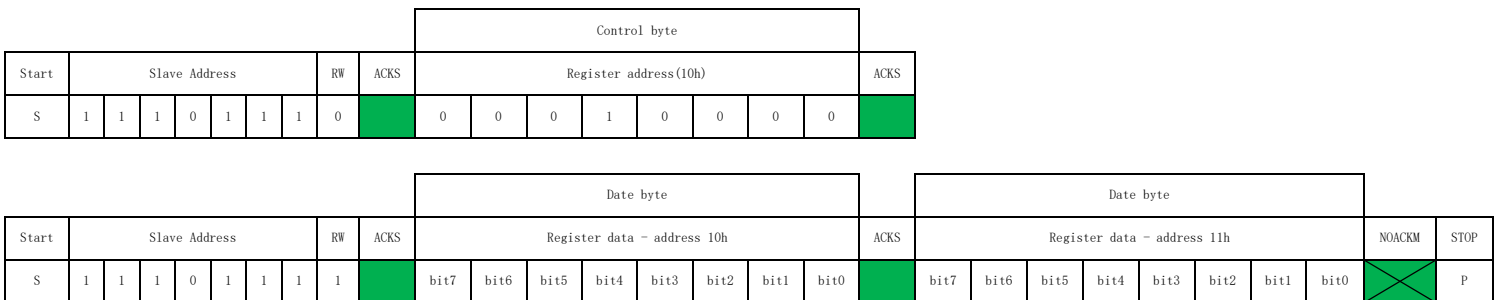 Control byte
Start Slave Address RW ACKS Register address(10h) ACKS
S 1 1 1 0 1 1 1 0 0 0 0 1 0 0 0 0
Date byte Date byte
Start Slave Address RW ACKS Register data - address 10h ACKS Register data - address 11h NOACKM STOP
S 1 1 1 0 1 1 1 1 bit7 bit6 bit5 bit4 bit3 bit2 bit1 bit0 bit7 bit6 bit5 bit4 bit3 bit2 bit1 bit0 P